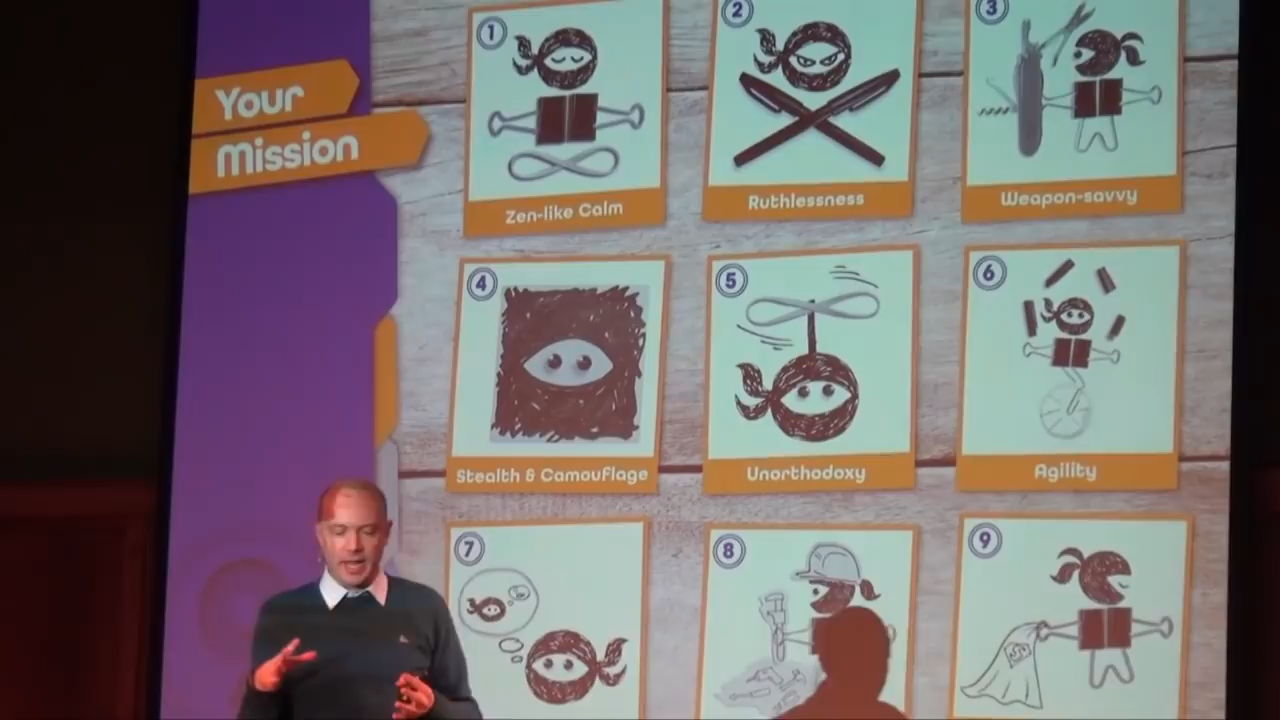 Your
Mission
1
2
3
Zen-like Calm
Ruthlessness
Weapon-savvy
4
5
6
Stealth & Camouflage
Unorthodoxy
Agility
7
8
9